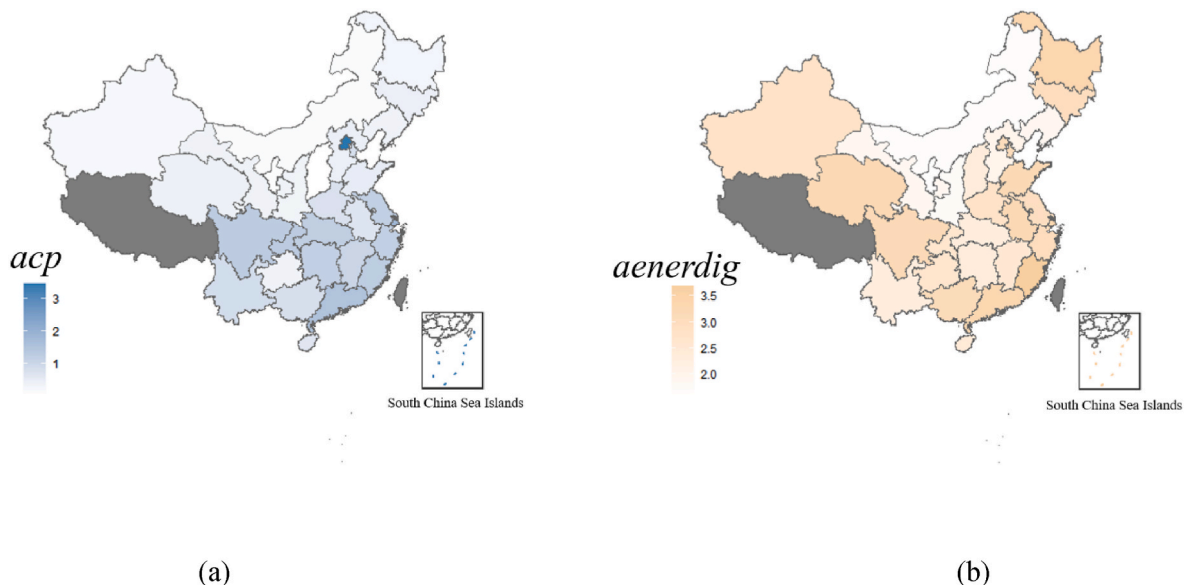 acp
3
2
1
South China Sea Islands
(a)
aenerdig
3.5
3.0
2.5
2.0
South China Sea Islands
(b)